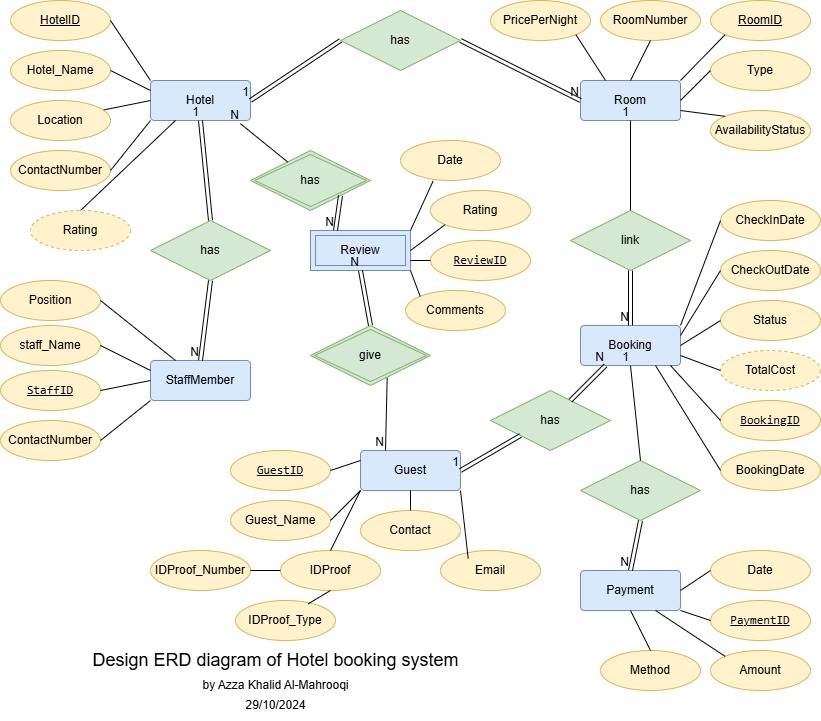 HotelID
PricePerNight
RoomNumber
RoomID
has
Hotel_Name
Type
1
N
Hotel
Room
1
N
1
Location
AvailabilityStatus
ContactNumber
has
Date
Rating
Rating
CheckInDate
N
has
Review
N
link
ReviewID
CheckOutDate
Position
Comments
Status
N
staff_Name
N
give
Booking
N
1
StaffMember
TotalCost
StaffID
has
BookingID
ContactNumber
N
1
GuestID
Guest
BookingDate
has
Guest_Name
Contact
IDProof_Number
IDProof
Email
N
Date
Payment
IDProof_Type
PaymentID
Method
Amount
Design ERD diagram of Hotel booking system
by Azza Khalid Al-Mahrooqi
29/10/2024